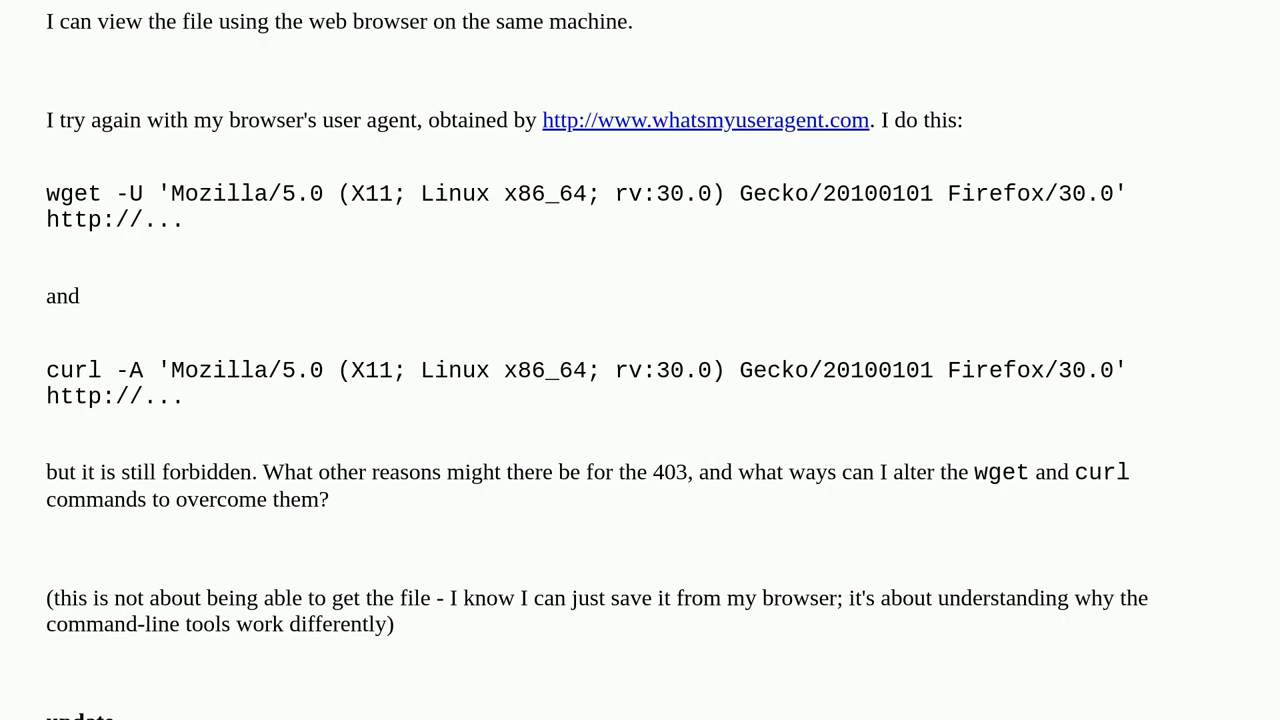 I can view the file using the web browser on the same machine.
I try again with my browser's user agent, obtained by http://www.whatsmyuseragent.com. I do this:
wget -U 'Mozilla/5.0 (X11; Linux x86_64; rv:30.0) Gecko/20100101 Firefox/30.0'
http://...
and
curl -A 'Mozilla/5.0 (X11; Linux x86_64; rv:30.0) Gecko/20100101 Firefox/30.0'
http://...
but it is still forbidden. What other reasons might there be for the 403, and what ways can I alter the wget and curl
commands to overcome them?
(this is not about being able to get the file - I know I can just save it from my browser; it's about understanding why the
command-line tools work differently)
update